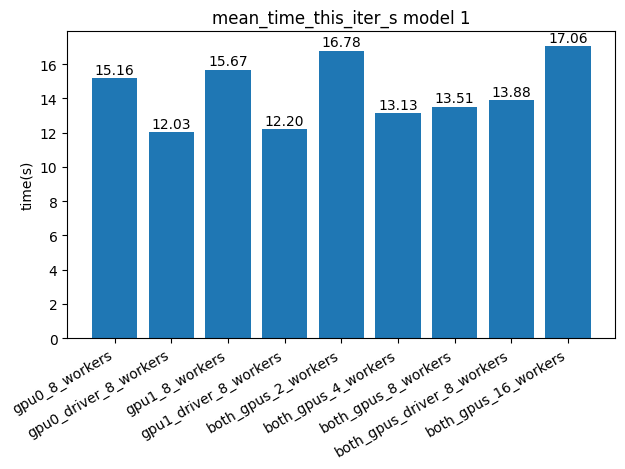 mean_time_this_iter_s model 1
time(s)
16
14
12
10
8
6
4
2
0
15.16
12.03
15.67
12.20
16.78
13.13
13.51
13.88
17.06
gpu0_8_workers
gpu0_driver_8_workers
gpu1_8_workers
gpu1_driver_8_workers
both_gpus_2_workers
both_gpus_4_workers
both_gpus_8_workers
both_gpus_driver_8_workers
both_gpus_16_workers